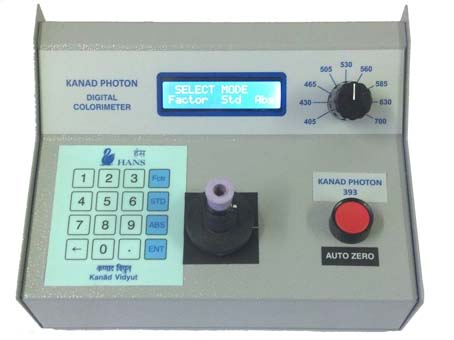 KANAD PHOTON
DIGITAL
COLORIMETER
SELECT MODE
Factor Std Abs
405
430
465
505
530
560
585
630
700
हंस
HANS
1 2 3 Fctr
4 5 6 STD
7 8 9 ABS
← 0 . ENT
कणाद विद्युत
Kanād Vidyut
KANAD PHOTON
393
AUTO ZERO